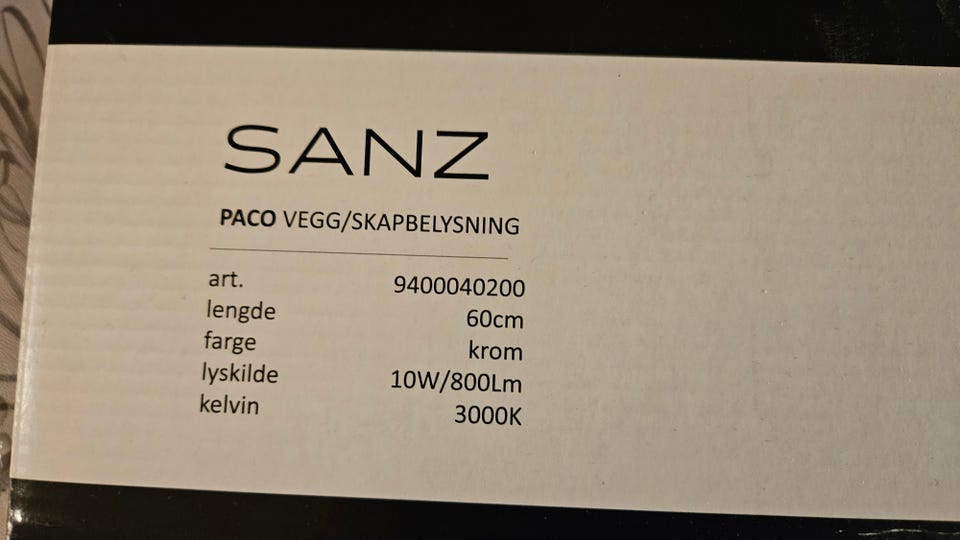 SANZ
PACO VEGG/SKAPBELYSNING
art. 9400040200
lengde 60cm
farge krom
lyskilde 10W/800Lm
kelvin 3000K